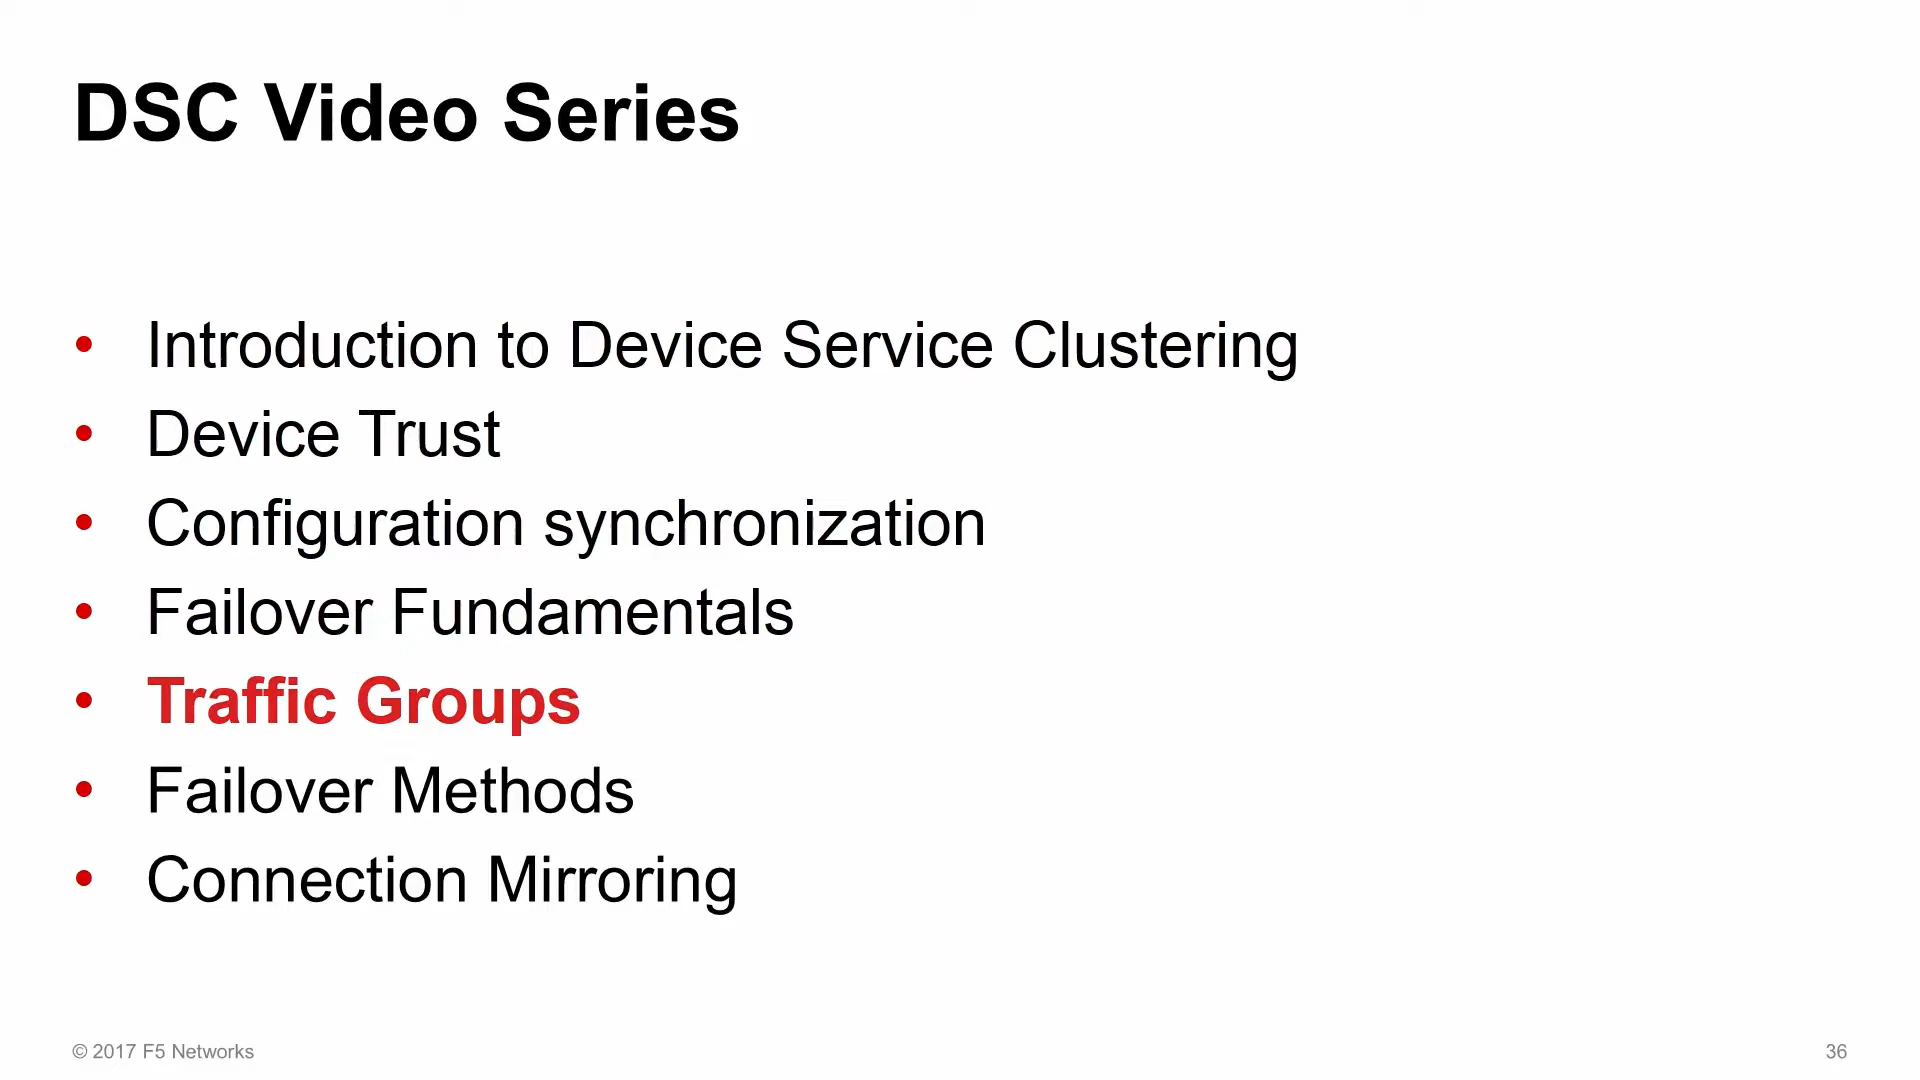 DSC Video Series
• Introduction to Device Service Clustering
• Device Trust
• Configuration synchronization
• Failover Fundamentals
• Traffic Groups
• Failover Methods
• Connection Mirroring
© 2017 F5 Networks
36